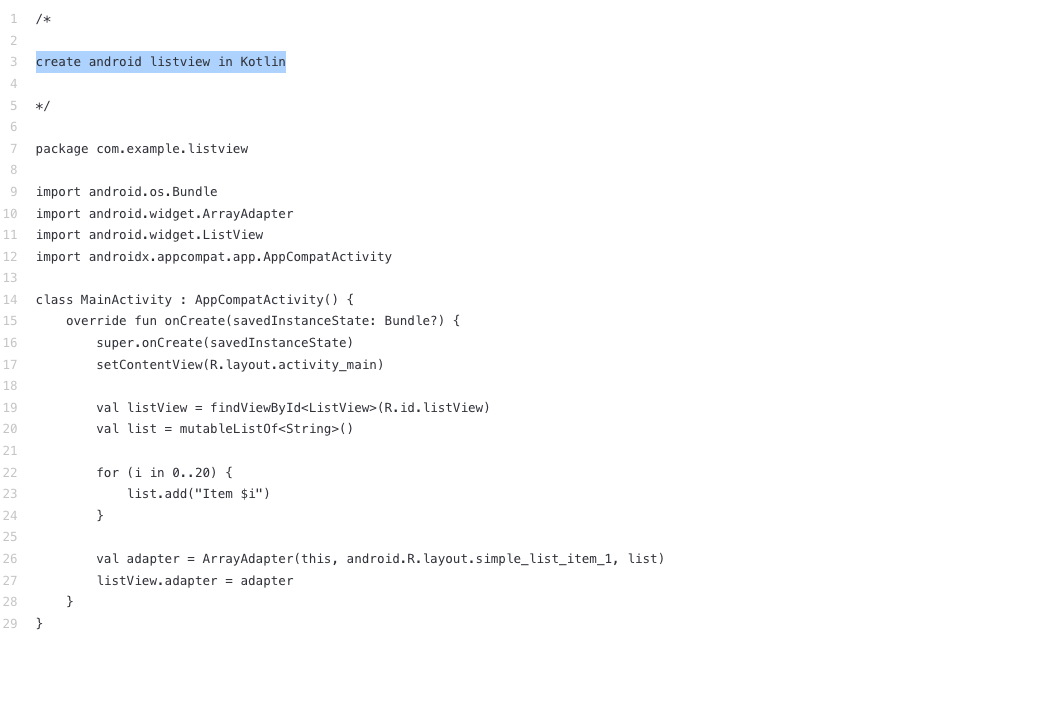 1 /*
2
3 create android listview in Kotlin
4
5 */
6
7 package com.example.listview
8
9 import android.os.Bundle
10 import android.widget.ArrayAdapter
11 import android.widget.ListView
12 import androidx.appcompat.app.AppCompatActivity
13
14 class MainActivity : AppCompatActivity() {
15     override fun onCreate(savedInstanceState: Bundle?) {
16         super.onCreate(savedInstanceState)
17         setContentView(R.layout.activity_main)
18
19         val listView = findViewById<ListView>(R.id.listView)
20         val list = mutableListOf<String>()
21
22         for (i in 0..20) {
23             list.add("Item $i")
24         }
25
26         val adapter = ArrayAdapter(this, android.R.layout.simple_list_item_1, list)
27         listView.adapter = adapter
28     }
29 }